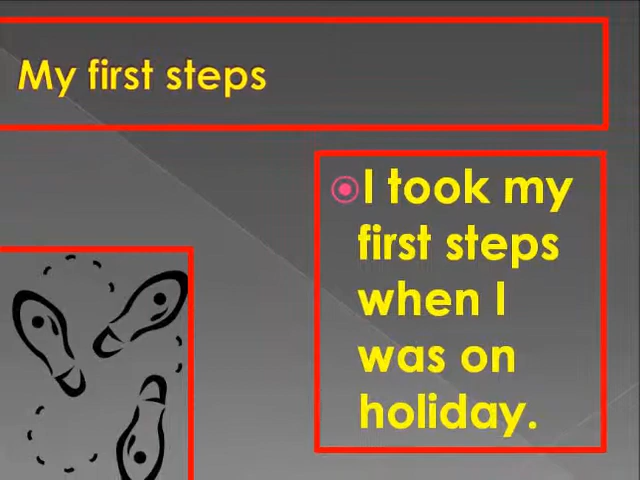 My first steps
I took my
first steps
when I
was on
holiday.